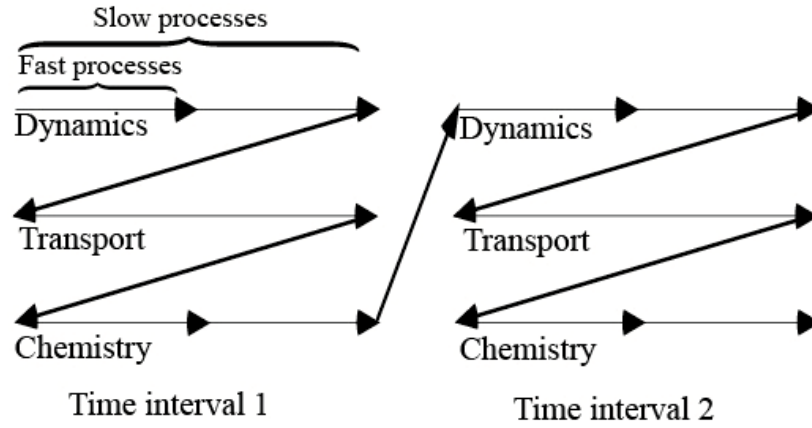 Slow processes
Fast processes
Dynamics
Dynamics
Transport
Transport
Chemistry
Chemistry
Time interval 1
Time interval 2